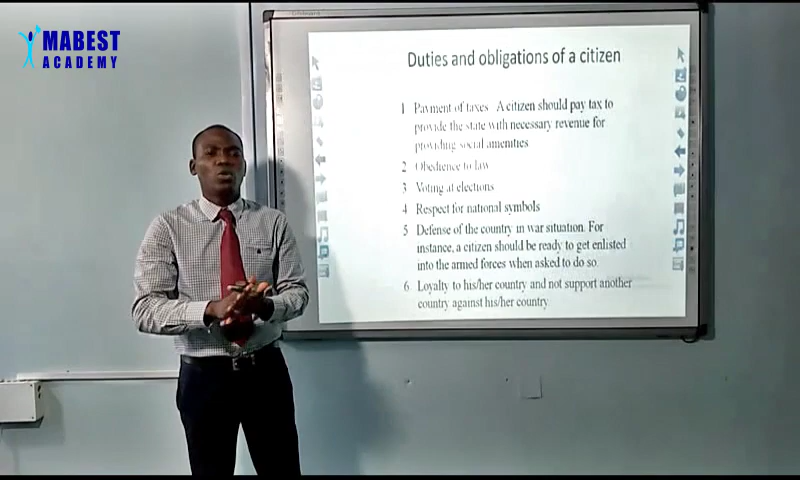 MABEST
ACADEMY
Duties and obligations of a citizen
1 Payment of taxes A citizen should pay tax to
provide the state with necessary revenue for
providing social amenities
2 Obedience to law
3 Voting at elections
4 Respect for national symbols
5 Defense of the country in war situation. For
instance, a citizen should be ready to get enlisted
into the armed forces when asked to do so
6 Loyalty to his/her country and not support another
country against his/her country